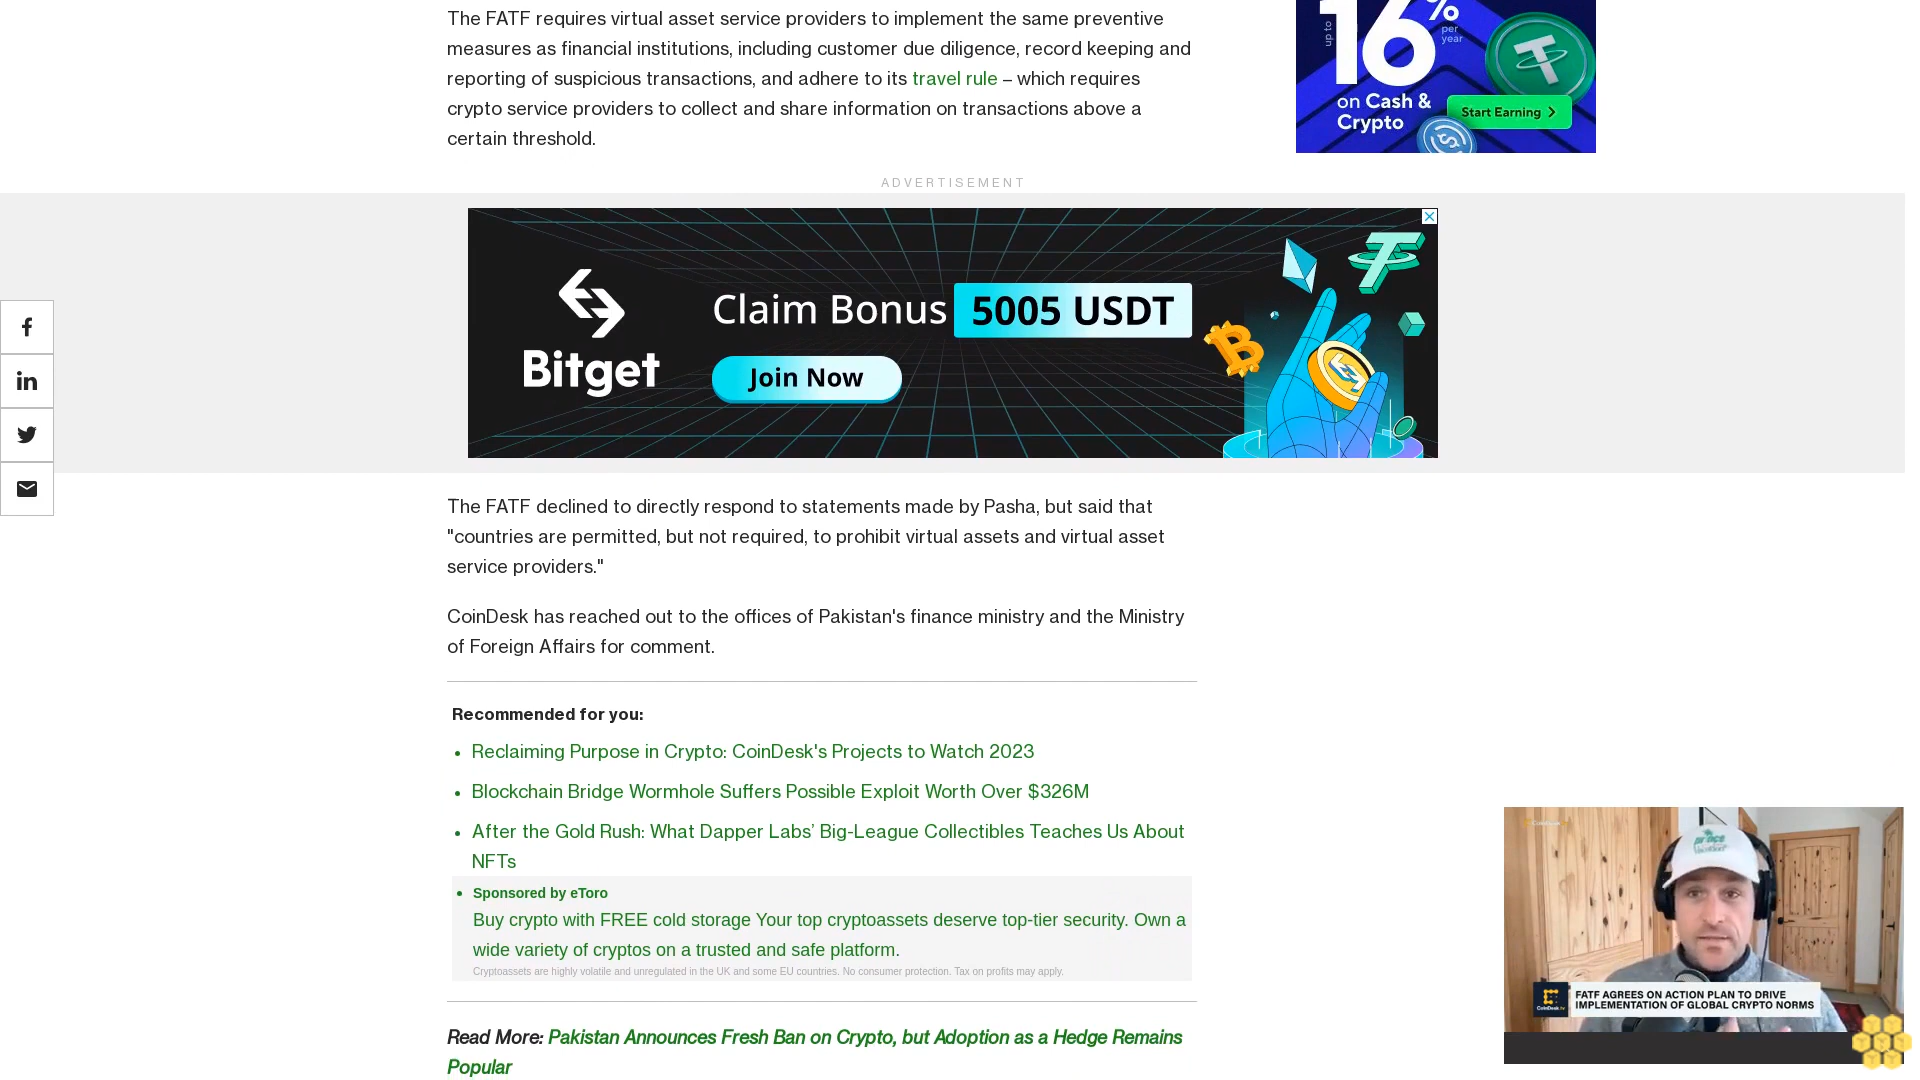 The FATF requires virtual asset service providers to implement the same preventive
measures as financial institutions, including customer due diligence, record keeping and
reporting of suspicious transactions, and adhere to its travel rule – which requires
crypto service providers to collect and share information on transactions above a
certain threshold.
up to
16%
per
year
on Cash &
Crypto
Start Earning
ADVERTISEMENT
Bitget
Claim Bonus 5005 USDT
Join Now
The FATF declined to directly respond to statements made by Pasha, but said that
"countries are permitted, but not required, to prohibit virtual assets and virtual asset
service providers."
CoinDesk has reached out to the offices of Pakistan's finance ministry and the Ministry
of Foreign Affairs for comment.
Recommended for you:
• Reclaiming Purpose in Crypto: CoinDesk's Projects to Watch 2023
• Blockchain Bridge Wormhole Suffers Possible Exploit Worth Over $326M
• After the Gold Rush: What Dapper Labs’ Big-League Collectibles Teaches Us About
NFTs
• Sponsored by eToro
Buy crypto with FREE cold storage Your top cryptoassets deserve top-tier security. Own a
wide variety of cryptos on a trusted and safe platform.
Cryptoassets are highly volatile and unregulated in the UK and some EU countries. No consumer protection. Tax on profits may apply.
Read More: Pakistan Announces Fresh Ban on Crypto, but Adoption as a Hedge Remains
Popular
CoinDesk
CoinDesk tv
FATF AGREES ON ACTION PLAN TO DRIVE
IMPLEMENTATION OF GLOBAL CRYPTO NORMS